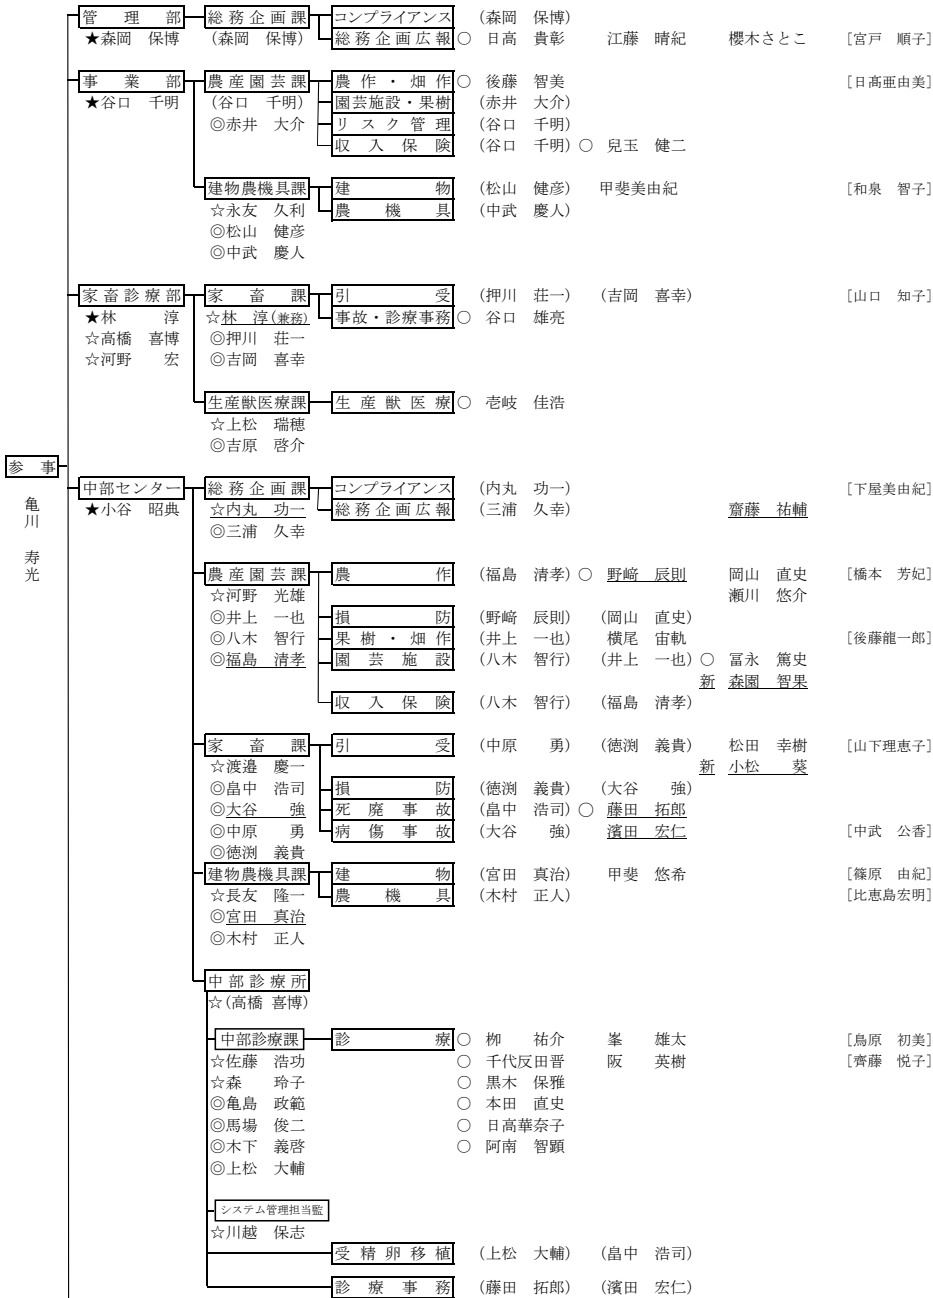 管理部 総務企画課 コンプライアンス (森岡 保博)
★森岡 保博 (森岡 保博) 総務企画広報 ○ 日高 貴彰 江藤 晴紀 櫻木さとこ [宮戸 順子]
事業部 農産園芸課 農作・畑作 ○ 後藤 智美 [日髙亜由美]
★谷口 千明 (谷口 千明) 園芸施設・果樹 (赤井 大介)
◎赤井 大介 リスク管理 (谷口 千明)
収入保険 (谷口 千明) ○ 兒玉 健二
建物農機具課 建物 (松山 健彦) 甲斐美由紀 [和泉 智子]
☆永友 久利 農機具 (中武 慶人)
◎松山 健彦
◎中武 慶人
家畜診療部 家畜課 引受 (押川 荘一) (吉岡 喜幸) [山口 知子]
★林 淳 ☆林 淳(兼務) 事故・診療事務 ○ 谷口 雄亮
☆高橋 喜博 ◎押川 荘一
☆河野 宏 ◎吉岡 喜幸
生産獣医療課 生産獣医療 ○ 壱岐 佳浩
☆上松 瑞穂
◎吉原 啓介
参事
亀川 寿光
中部センター 総務企画課 コンプライアンス (内丸 功一) [下屋美由紀]
★小谷 昭典 ☆内丸 功一 総務企画広報 (三浦 久幸) 齋藤 祐輔
◎三浦 久幸
農産園芸課 農作 (福島 清孝) ○ 野﨑 辰則 岡山 直史 [橋本 芳妃]
☆河野 光雄 瀬川 悠介
◎井上 一也 損防 (野﨑 辰則) (岡山 直史)
◎八木 智行 果樹・畑作 (井上 一也) 横尾 宙軌 [後藤龍一郎]
◎福島 清孝 園芸施設 (八木 智行) (井上 一也) ○ 冨永 篤史
新 森園 智果
収入保険 (八木 智行) (福島 清孝)
家畜課 引受 (中原 勇) (徳渕 義貴) 松田 幸樹 [山下理恵子]
☆渡邉 慶一 新 小松 葵
◎畠中 浩司 損防 (徳渕 義貴) (大谷 強)
◎大谷 強 死廃事故 (畠中 浩司) ○ 藤田 拓郎
◎中原 勇 病傷事故 (大谷 強) 濱田 宏仁 [中武 公香]
◎徳渕 義貴
建物農機具課 建物 (宮田 真治) 甲斐 悠希 [篠原 由紀]
☆長友 隆一 農機具 (木村 正人) [比恵島宏明]
◎宮田 真治
◎木村 正人
中部診療所
☆(高橋 喜博)
中部診療課 診療 ○ 栁 祐介 峯 雄太 [鳥原 初美]
☆佐藤 浩功 ○ 千代反田晋 阪 英樹 [齊藤 悦子]
☆森 玲子 ○ 黒木 保雅
◎亀島 政範 ○ 本田 直史
◎馬場 俊二 ○ 日高華奈子
◎木下 義啓 ○ 阿南 智顕
◎上松 大輔
システム管理担当監
☆川越 保志
受精卵移植 (上松 大輔) (畠中 浩司)
診療事務 (藤田 拓郎) (濱田 宏仁)